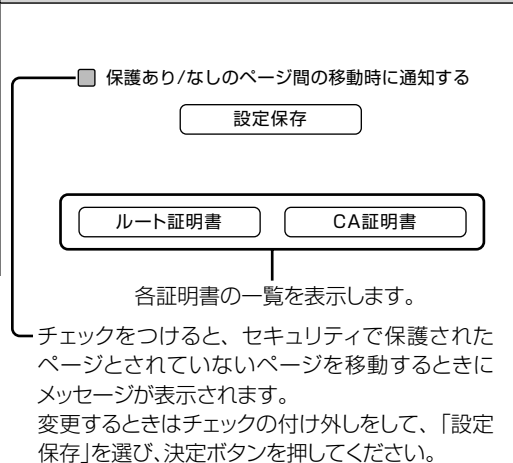 保護あり/なしのページ間の移動時に通知する
設定保存
ルート証明書
CA証明書
各証明書の一覧を表示します。
チェックをつけると、セキュリティで保護された
ページとされていないページを移動するときに
メッセージが表示されます。
変更するときはチェックの付け外しをして、「設定
保存」を選び、決定ボタンを押してください。